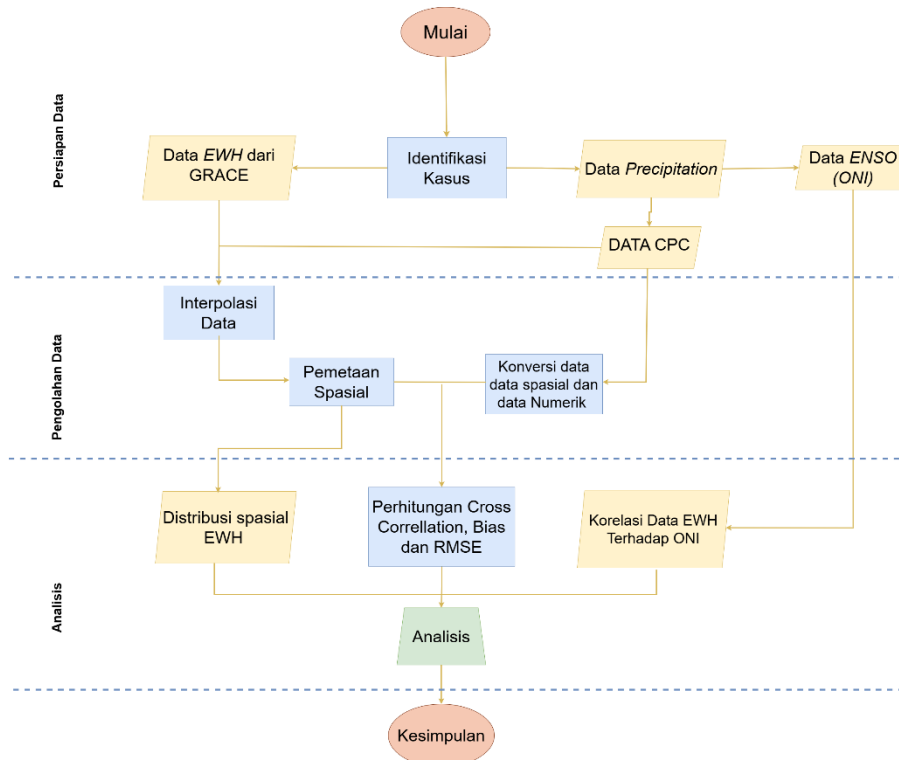 Mulai
Persiapan Data
Data EWH dari
GRACE
Identifikasi
Kasus
Data Precipitation
Data ENSO
(ONI)
DATA CPC
Pengolahan Data
Interpolasi
Data
Pemetaan
Spasial
Konversi data
data spasial dan
data Numerik
Analisis
Distribusi spasial
EWH
Perhitungan Cross
Correllation, Bias
dan RMSE
Korelasi Data EWH
Terhadap ONI
Analisis
Kesimpulan